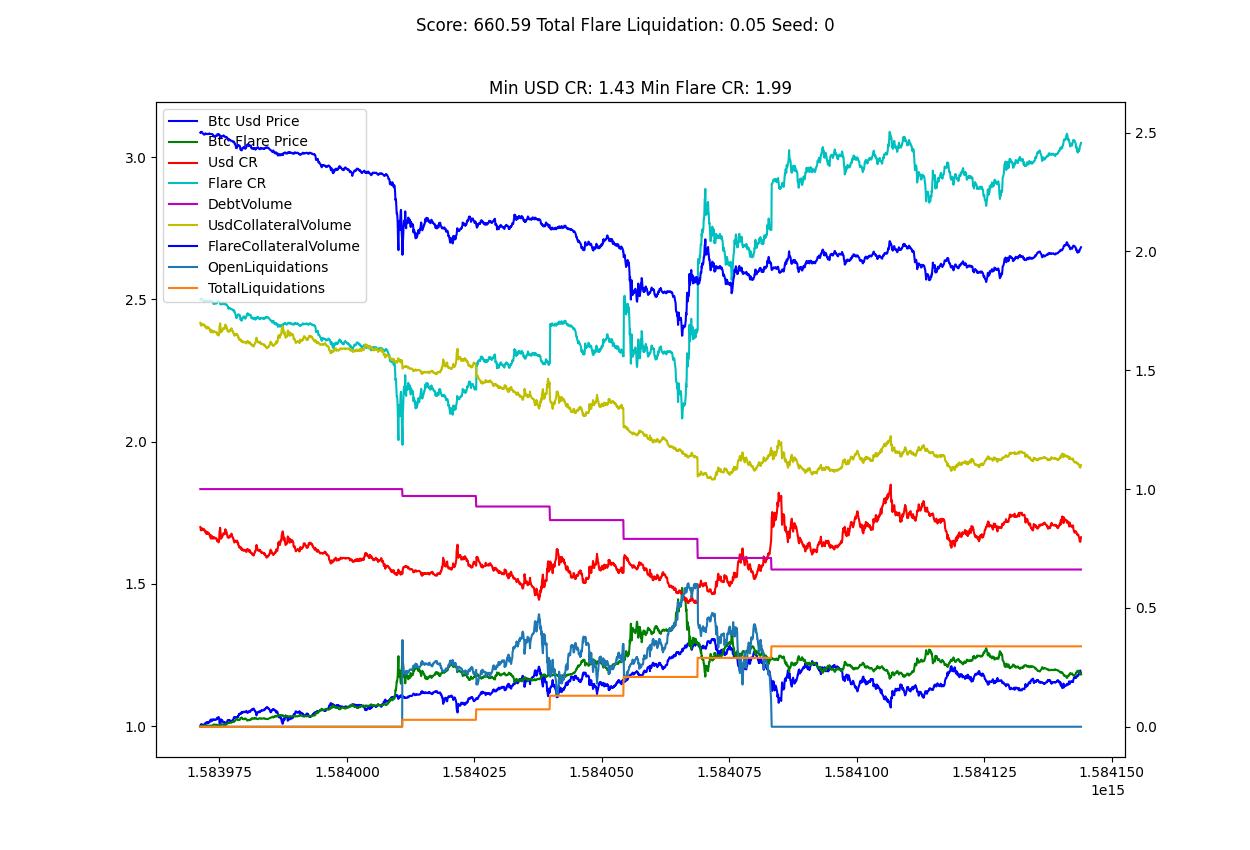 Score: 660.59 Total Flare Liquidation: 0.05 Seed: 0
Min USD CR: 1.43 Min Flare CR: 1.99
Btc Usd Price
Btc Flare Price
Usd CR
Flare CR
DebtVolume
UsdCollateralVolume
FlareCollateralVolume
OpenLiquidations
TotalLiquidations
3.0
2.5
2.0
1.5
1.0
2.5
2.0
1.5
1.0
0.5
0.0
1.583975
1.584000
1.584025
1.584050
1.584075
1.584100
1.584125
1.584150
1e15